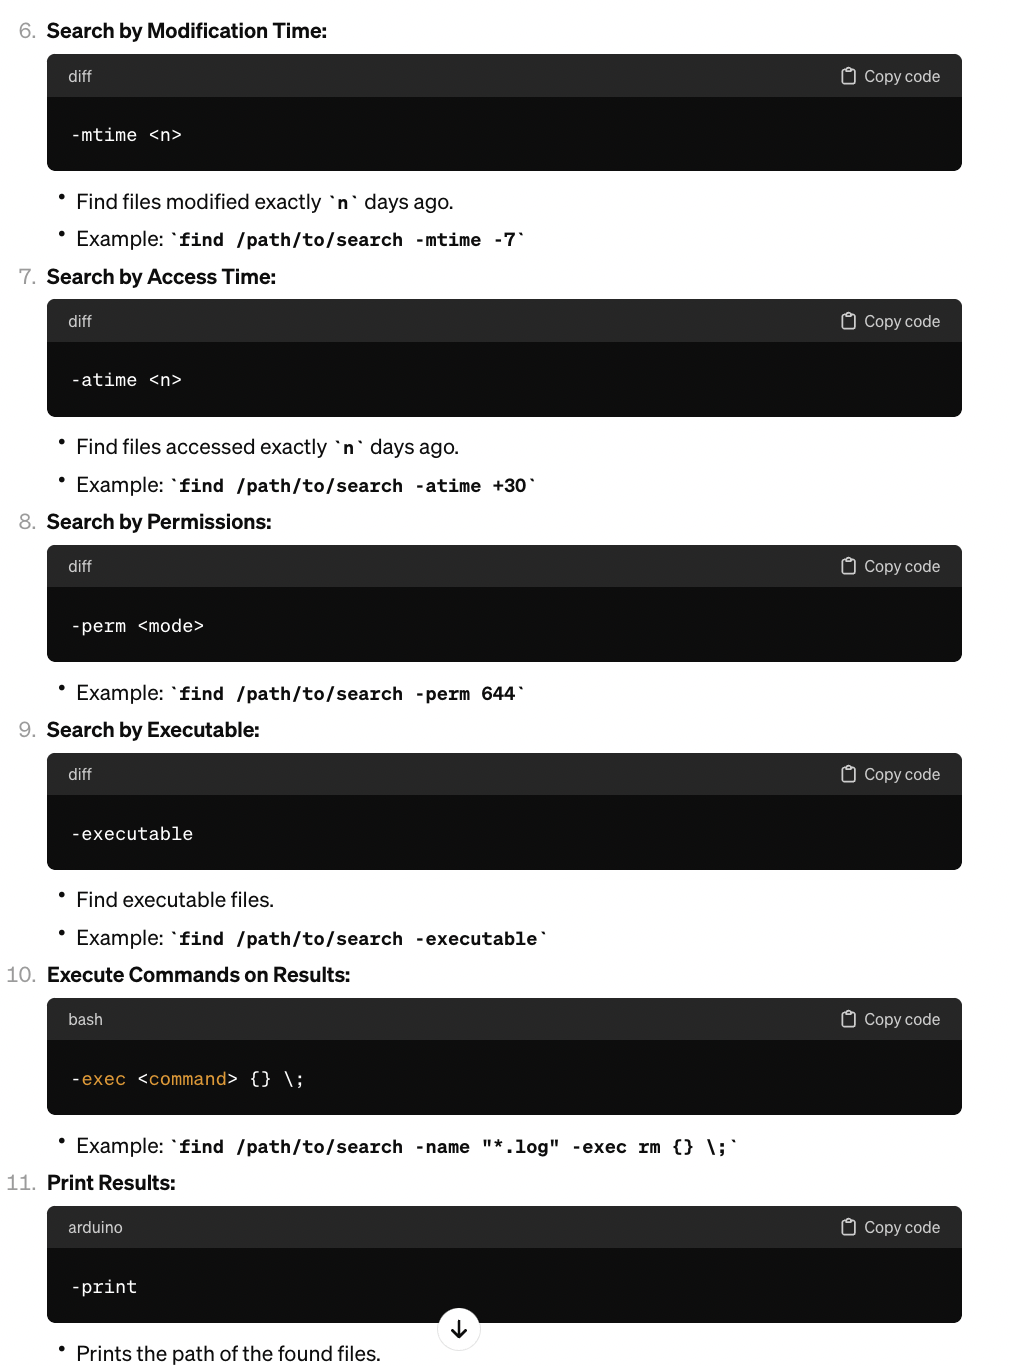 6. Search by Modification Time:
diff Copy code
-mtime <n>
• Find files modified exactly `n` days ago.
• Example: `find /path/to/search -mtime -7`
7. Search by Access Time:
diff Copy code
-atime <n>
• Find files accessed exactly `n` days ago.
• Example: `find /path/to/search -atime +30`
8. Search by Permissions:
diff Copy code
-perm <mode>
• Example: `find /path/to/search -perm 644`
9. Search by Executable:
diff Copy code
-executable
• Find executable files.
• Example: `find /path/to/search -executable`
10. Execute Commands on Results:
bash Copy code
-exec <command> {} \;
• Example: `find /path/to/search -name "*.log" -exec rm {} \;`
11. Print Results:
arduino Copy code
-print
• Prints the path of the found files.